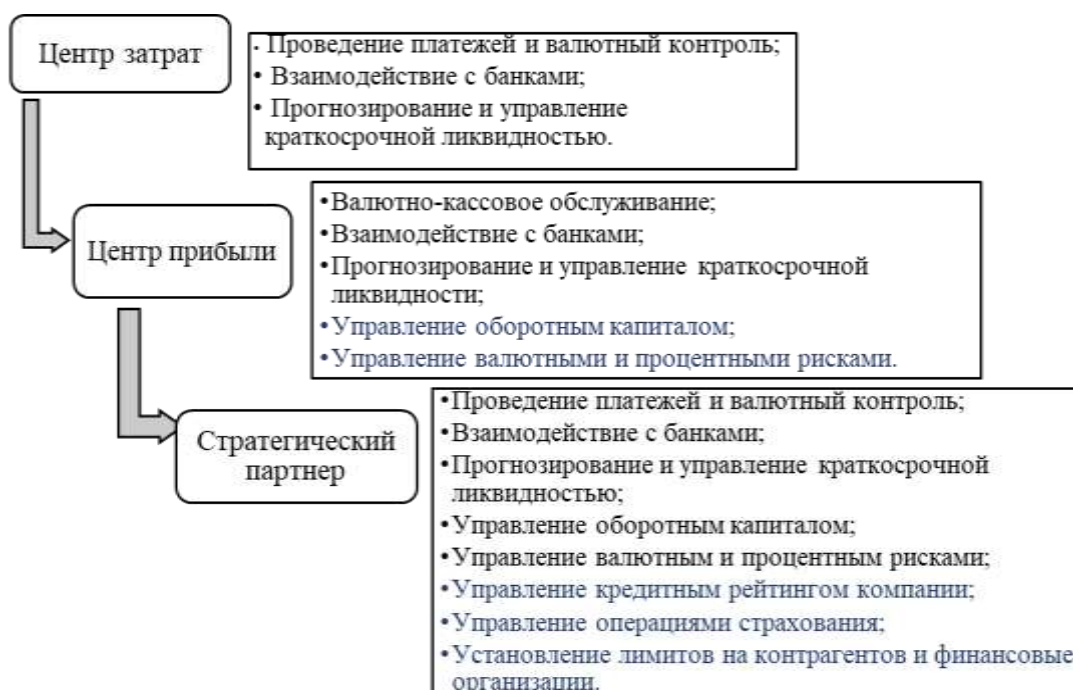 Центр затрат
. Проведение платежей и валютный контроль;
• Взаимодействие с банками;
• Прогнозирование и управление
краткосрочной ликвидностью.
Центр прибыли
•Валютно-кассовое обслуживание;
•Взаимодействие с банками;
•Прогнозирование и управление краткосрочной
ликвидности;
•Управление оборотным капиталом;
•Управление валютными и процентными рисками.
Стратегический
партнер
•Проведение платежей и валютный контроль;
•Взаимодействие с банками;
•Прогнозирование и управление краткосрочной
ликвидностью;
•Управление оборотным капиталом;
•Управление валютным и процентным рисками;
•Управление кредитным рейтингом компании;
•Управление операциями страхования;
•Установление лимитов на контрагентов и финансовые
организации.